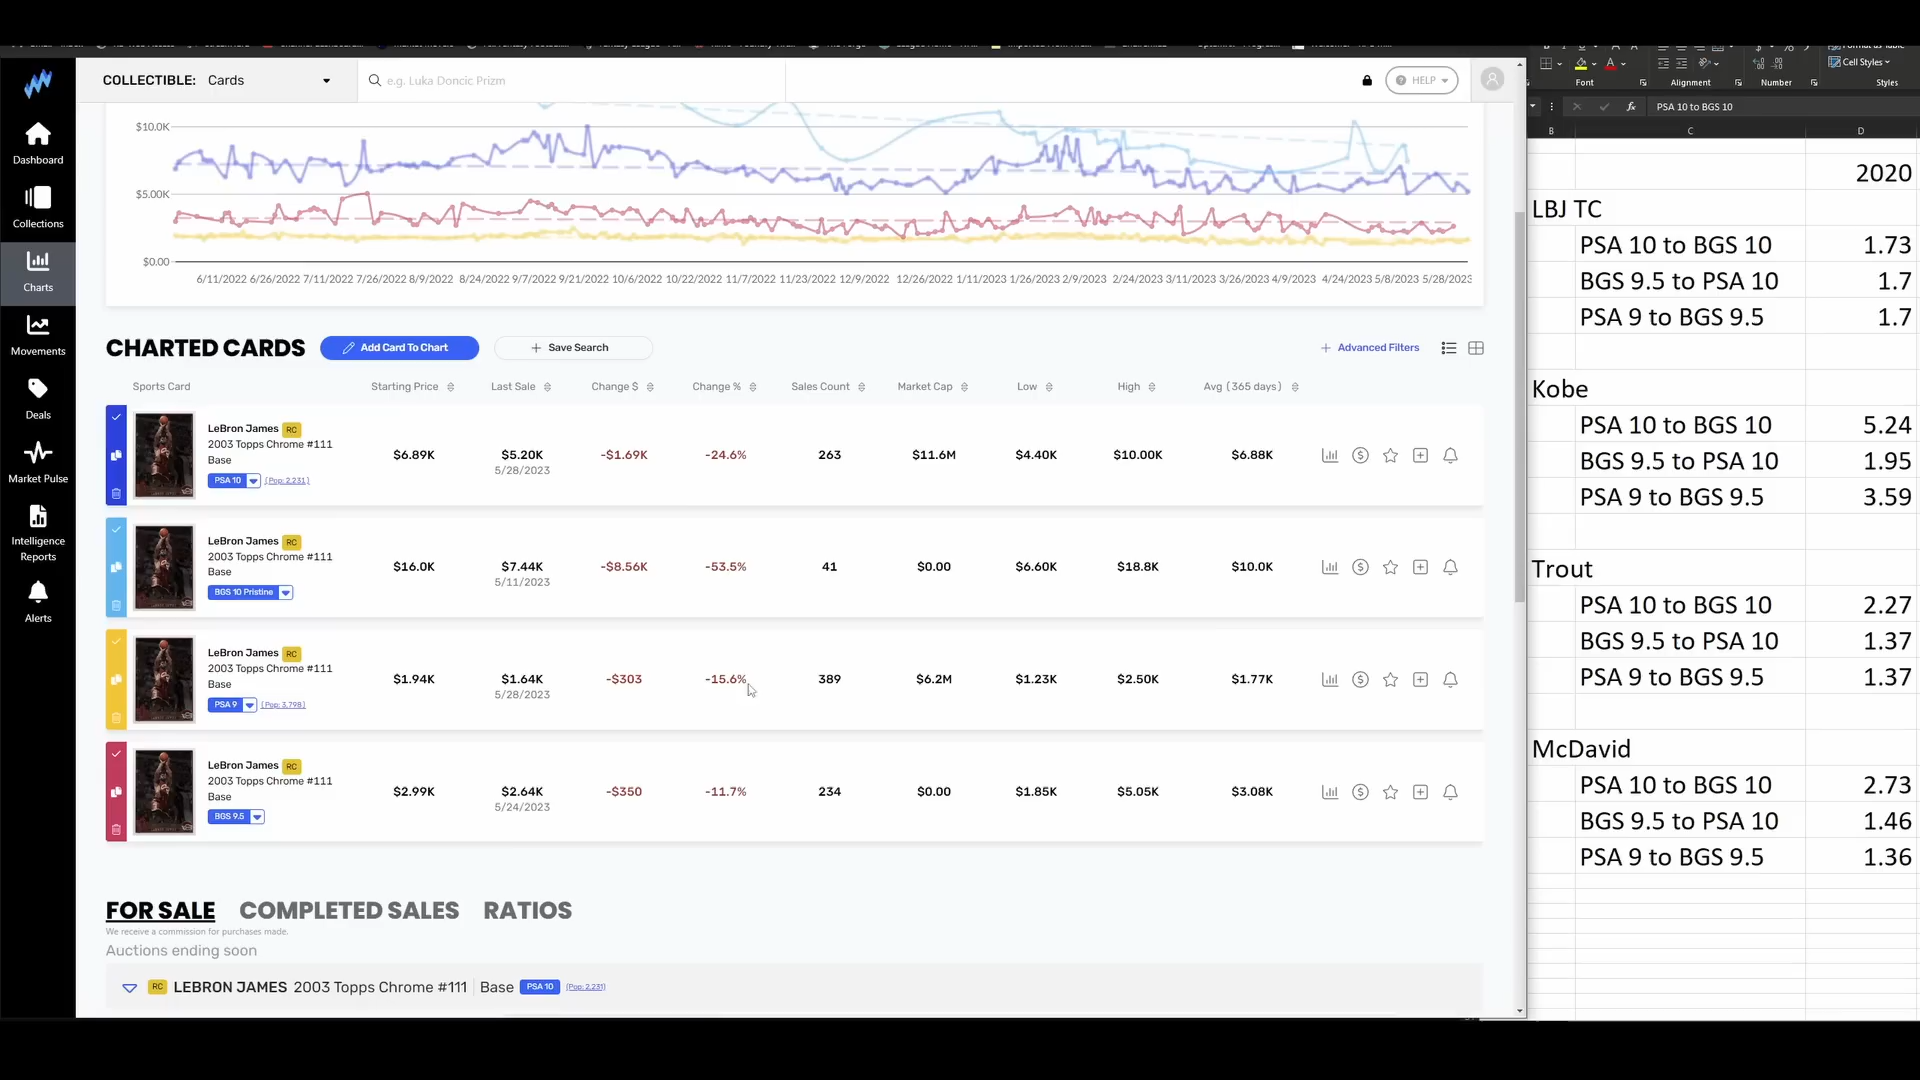 COLLECTIBLE: Cards
e.g. Luka Doncic Prizm
HELP
Dashboard
Collections
Charts
Movements
Deals
Market Pulse
Intelligence
Reports
Alerts
$10.0K
$5.00K
$0.00
6/11/2022 6/26/2022 7/11/2022 7/26/2022 8/9/2022 8/24/2022 9/7/2022 9/21/2022 10/6/2022 10/22/2022 11/7/2022 11/23/2022 12/9/2022 12/26/2022 1/11/2023 1/26/2023 2/9/2023 2/24/2023 3/11/2023 3/26/2023 4/9/2023 4/24/2023 5/8/2023 5/28/2023
CHARTED CARDS
Add Card To Chart
+ Save Search
+ Advanced Filters
Sports Card Starting Price Last Sale Change $ Change % Sales Count Market Cap Low High Avg (365 days)
LeBron James RC
2003 Topps Chrome #111
Base
PSA 10 (Pop: 2,231)
$6.89K $5.20K -$1.69K -24.6% 263 $11.6M $4.40K $10.00K $6.88K
5/28/2023
LeBron James RC
2003 Topps Chrome #111
Base
BGS 10 Pristine
$16.0K $7.44K -$8.56K -53.5% 41 $0.00 $6.60K $18.8K $10.0K
5/11/2023
LeBron James RC
2003 Topps Chrome #111
Base
PSA 9 (Pop: 3,798)
$1.94K $1.64K -$303 -15.6% 389 $6.2M $1.23K $2.50K $1.77K
5/28/2023
LeBron James RC
2003 Topps Chrome #111
Base
BGS 9.5
$2.99K $2.64K -$350 -11.7% 234 $0.00 $1.85K $5.05K $3.08K
5/24/2023
FOR SALE COMPLETED SALES RATIOS
We receive a commission for purchases made.
Auctions ending soon
RC LEBRON JAMES 2003 Topps Chrome #111 Base PSA 10 (Pop: 2,231)
Format as Table
Cell Styles
Font Alignment Number Styles
fx PSA 10 to BGS 10
B C D
2020
LBJ TC
PSA 10 to BGS 10 1.73
BGS 9.5 to PSA 10 1.7
PSA 9 to BGS 9.5 1.7
Kobe
PSA 10 to BGS 10 5.24
BGS 9.5 to PSA 10 1.95
PSA 9 to BGS 9.5 3.59
Trout
PSA 10 to BGS 10 2.27
BGS 9.5 to PSA 10 1.37
PSA 9 to BGS 9.5 1.37
McDavid
PSA 10 to BGS 10 2.73
BGS 9.5 to PSA 10 1.46
PSA 9 to BGS 9.5 1.36